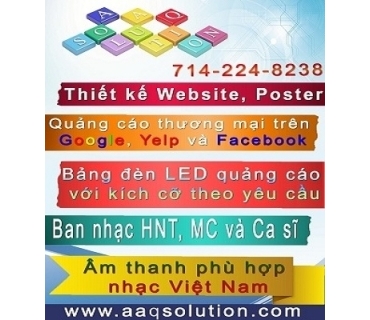 AAQ
SOLUTION
714-224-8238
Thiết kế Website, Poster
Quảng cáo thương mại trên
Google, Yelp và Facebook
Bảng đèn LED quảng cáo
với kích cỡ theo yêu cầu
Ban nhạc HNT, MC và Ca sĩ
Âm thanh phù hợp
nhạc Việt Nam
www.aaqsolution.com